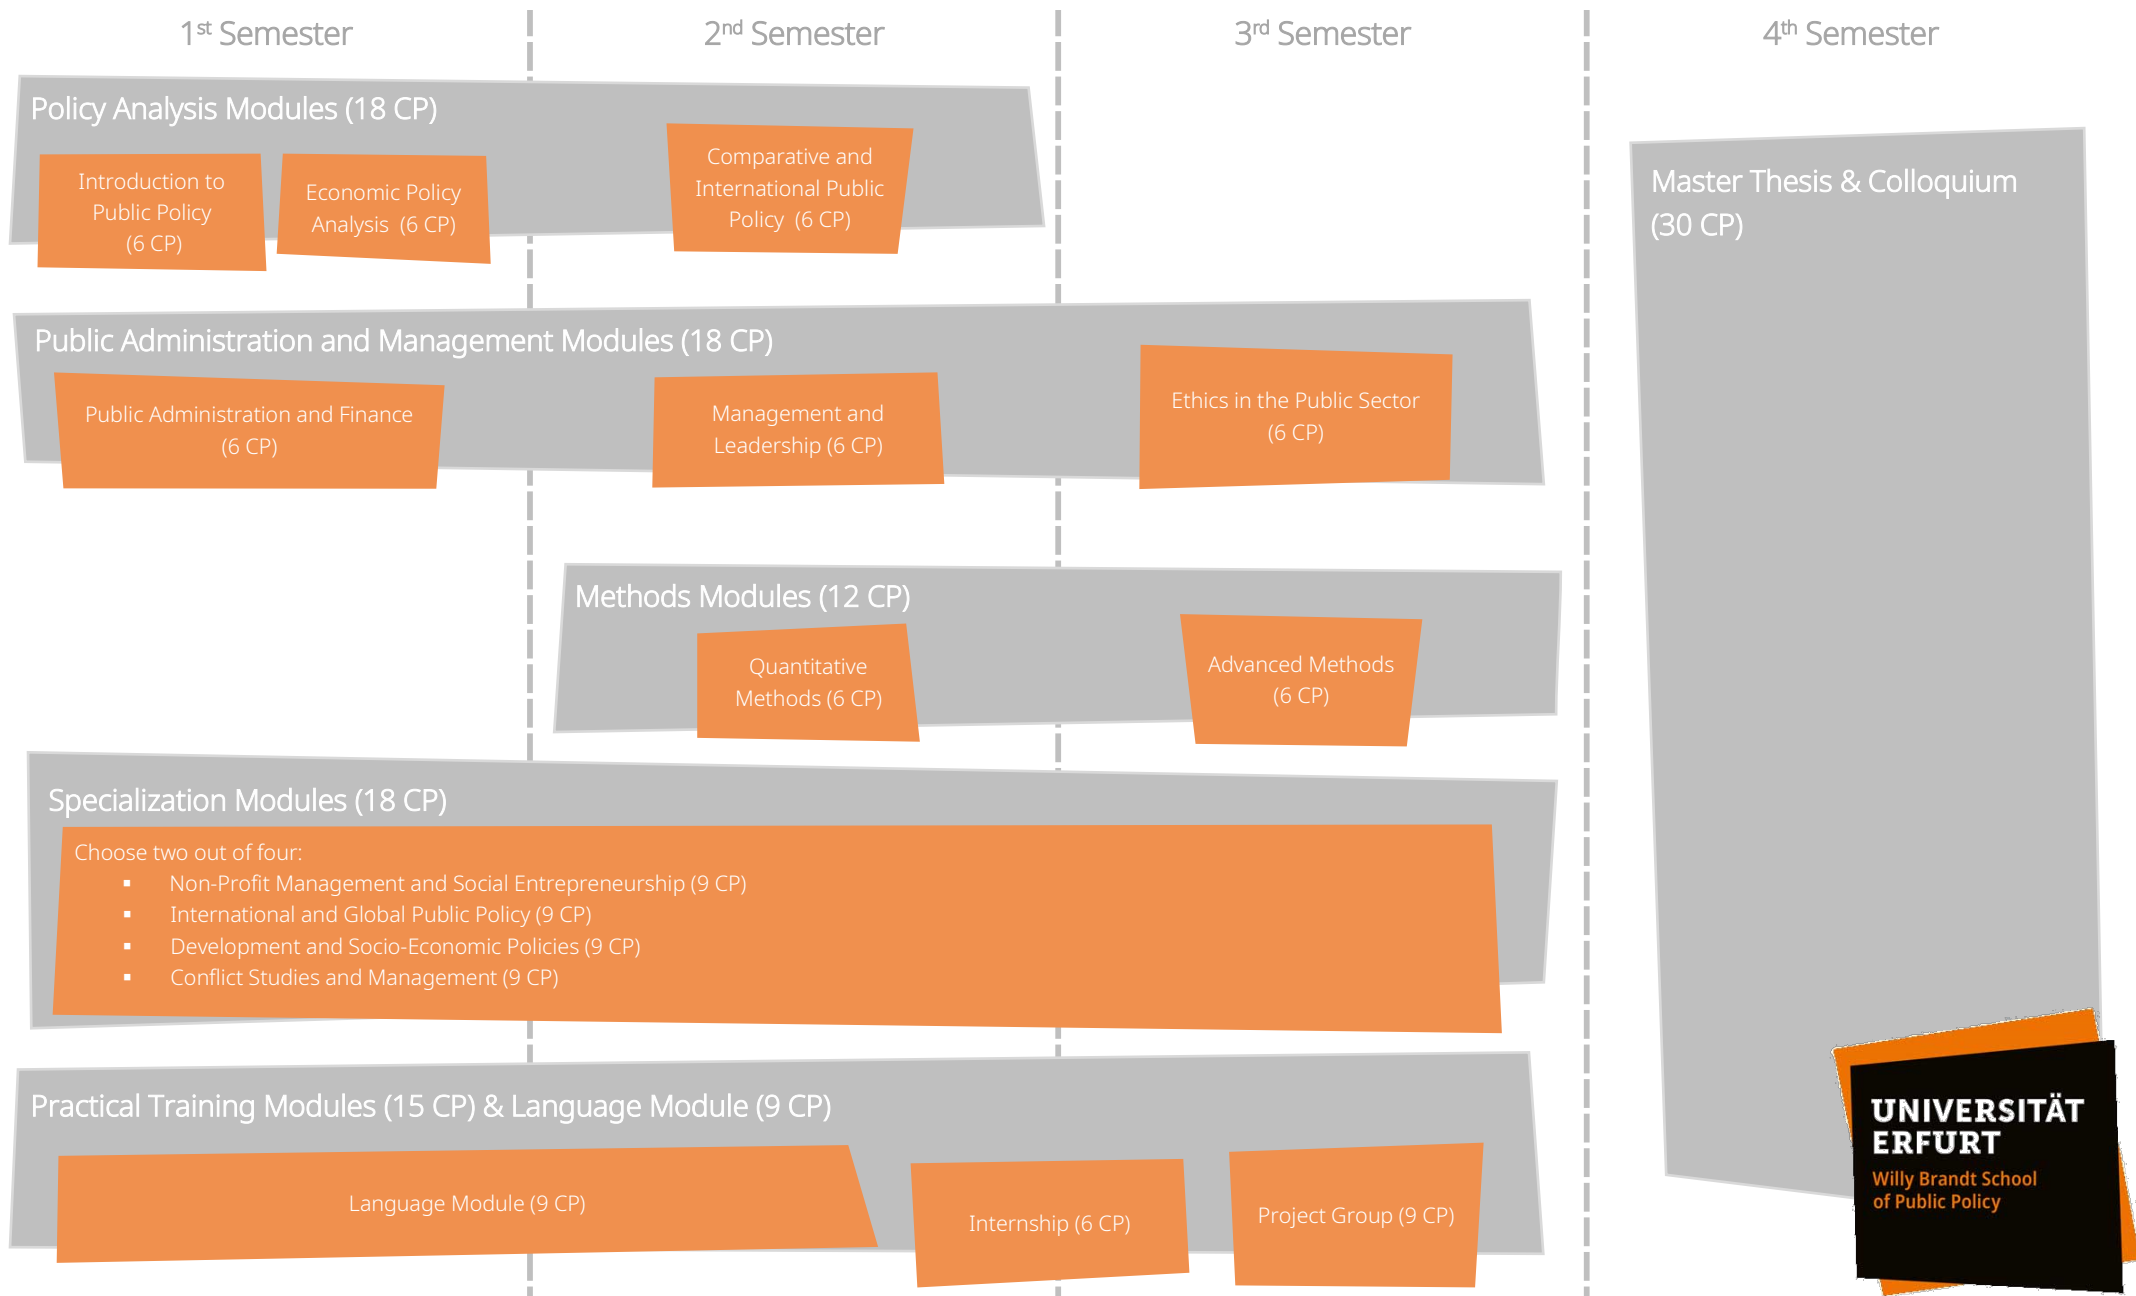 1st Semester
2nd Semester
3rd Semester
4th Semester
Policy Analysis Modules (18 CP)
Introduction to
Public Policy
(6 CP)
Economic Policy
Analysis (6 CP)
Comparative and
International Public
Policy (6 CP)
Master Thesis & Colloquium
(30 CP)
Public Administration and Management Modules (18 CP)
Public Administration and Finance
(6 CP)
Management and
Leadership (6 CP)
Ethics in the Public Sector
(6 CP)
Methods Modules (12 CP)
Quantitative
Methods (6 CP)
Advanced Methods
(6 CP)
Specialization Modules (18 CP)
Choose two out of four:
▪ Non-Profit Management and Social Entrepreneurship (9 CP)
▪ International and Global Public Policy (9 CP)
▪ Development and Socio-Economic Policies (9 CP)
▪ Conflict Studies and Management (9 CP)
Practical Training Modules (15 CP) & Language Module (9 CP)
Language Module (9 CP)
Internship (6 CP)
Project Group (9 CP)
UNIVERSITÄT
ERFURT
Willy Brandt School
of Public Policy